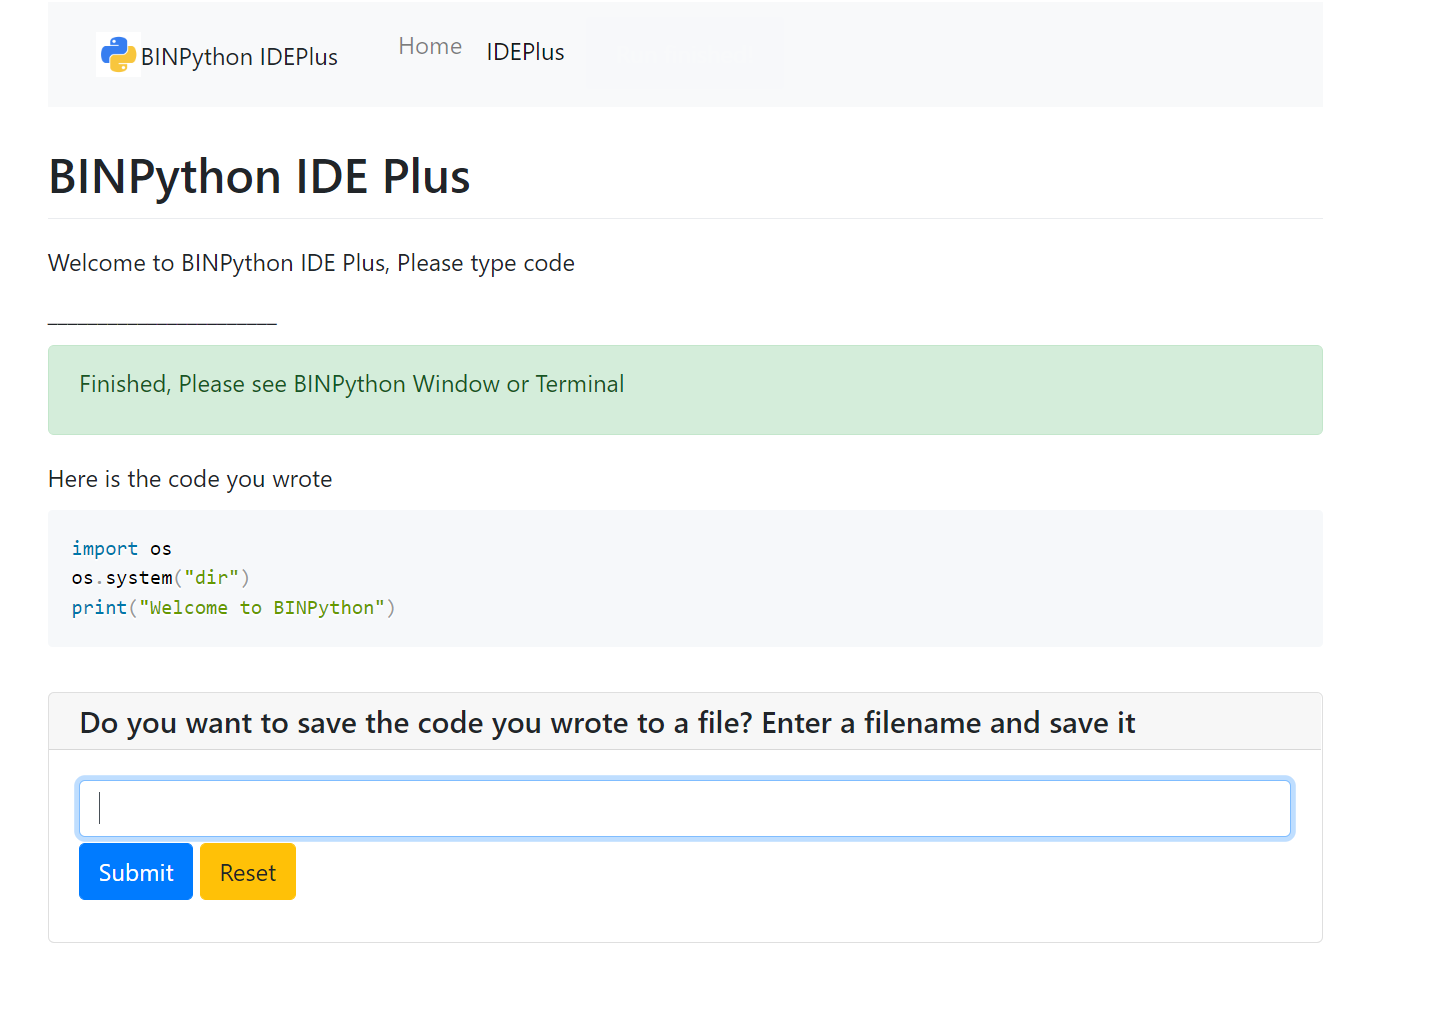 BINPython IDEPlus Home IDEPlus
BINPython IDE Plus
Welcome to BINPython IDE Plus, Please type code
_______________________
Finished, Please see BINPython Window or Terminal
Here is the code you wrote
import os
os.system("dir")
print("Welcome to BINPython")
Do you want to save the code you wrote to a file? Enter a filename and save it
Submit Reset